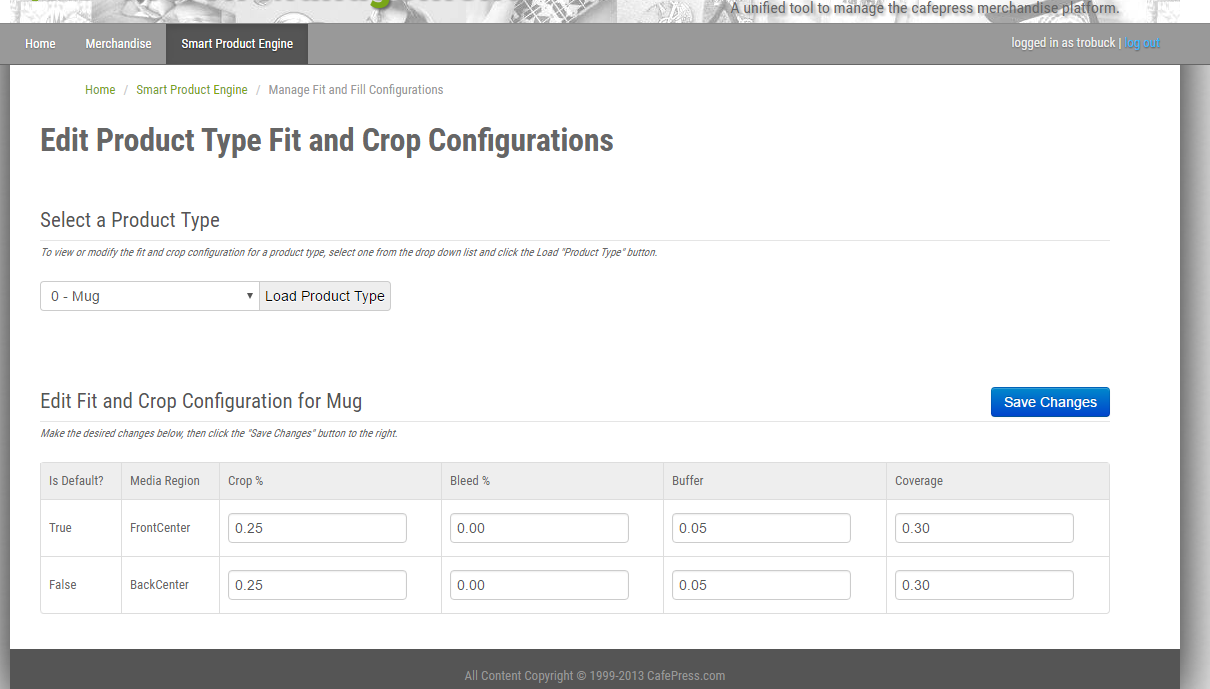 A unified tool to manage the cafepress merchandise platform.
Home Merchandise Smart Product Engine logged in as trobuck | log out
Home / Smart Product Engine / Manage Fit and Fill Configurations
Edit Product Type Fit and Crop Configurations
Select a Product Type
To view or modify the fit and crop configuration for a product type, select one from the drop down list and click the Load "Product Type" button.
0 - Mug Load Product Type
Edit Fit and Crop Configuration for Mug Save Changes
Make the desired changes below, then click the "Save Changes" button to the right.
Is Default? Media Region Crop % Bleed % Buffer Coverage
True FrontCenter 0.25 0.00 0.05 0.30
False BackCenter 0.25 0.00 0.05 0.30
All Content Copyright © 1999-2013 CafePress.com